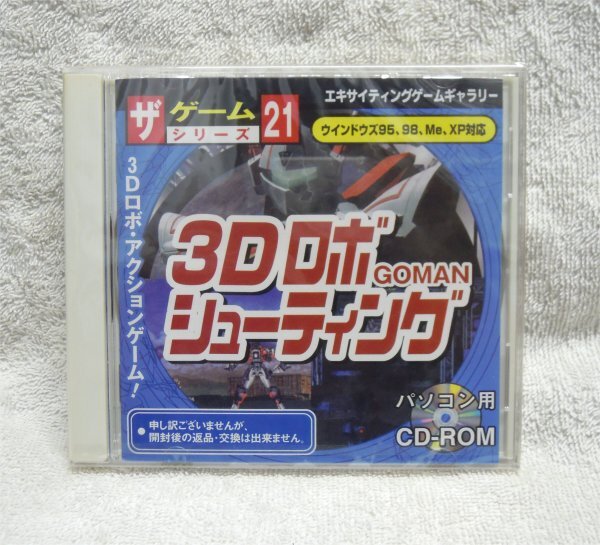 ザ ゲーム
シリーズ 21
エキサイティングゲームギャラリー
ウインドウズ95、98、Me、XP対応
3Dロボ・アクションゲーム!
3Dロボ
GOMAN
シューティング
パソコン用
CD-ROM
●申し訳ございませんが、
開封後の返品・交換は出来ません。